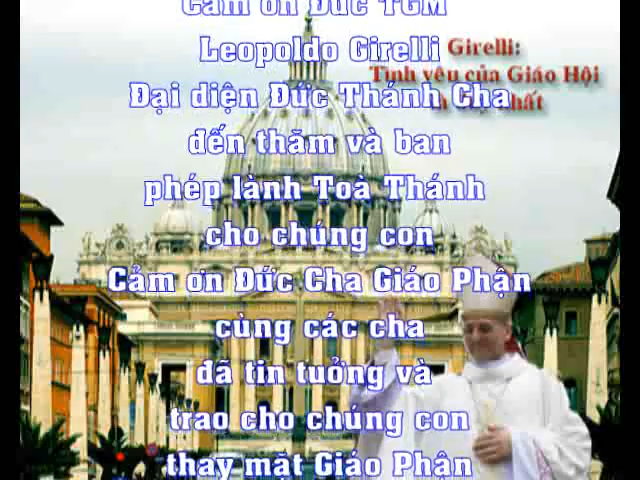 Cảm ơn Đức TGM
Leopoldo Girelli
Girelli:
Tình yêu của Giáo Hội
Đại diện Đức Thánh Cha
nhất
đến thăm và ban
phép lành Toà Thánh
cho chúng con
Cảm ơn Đức Cha Giáo Phận
cùng các cha
đã tin tuởng và
trao cho chúng con
thay mặt Giáo Phận